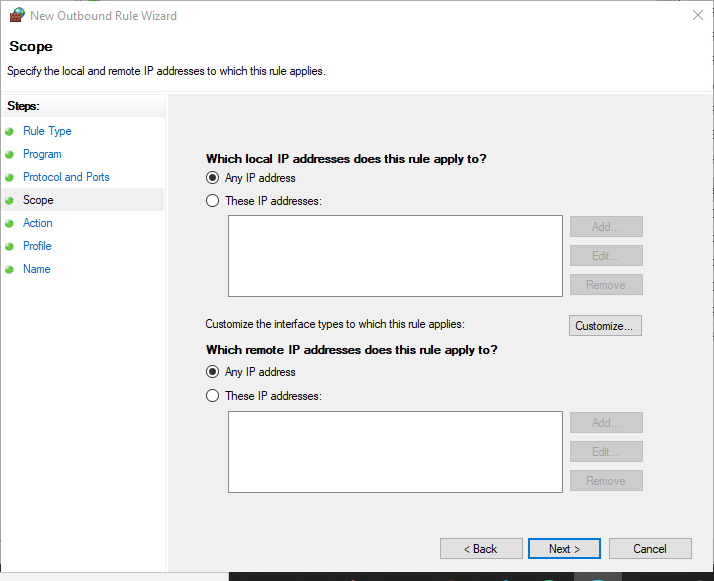 New Outbound Rule Wizard
Scope
Specify the local and remote IP addresses to which this rule applies.
Steps:
Rule Type
Program
Protocol and Ports
Scope
Action
Profile
Name
Which local IP addresses does this rule apply to?
Any IP address
These IP addresses:
Add...
Edit...
Remove
Customize the interface types to which this rule applies:
Customize...
Which remote IP addresses does this rule apply to?
Any IP address
These IP addresses:
Add...
Edit...
Remove
< Back
Next >
Cancel